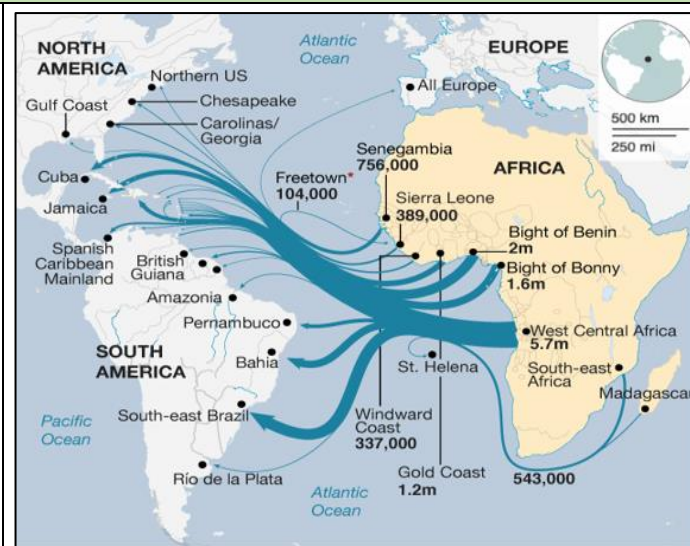 NORTH
AMERICA
Atlantic
Ocean
EUROPE
500 km
250 mi
Northern US
Chesapeake
Gulf Coast
Carolinas/
Georgia
All Europe
Senegambia
756,000
AFRICA
Cuba
Freetown*
104,000
Sierra Leone
389,000
Jamaica
Bight of Benin
2m
Spanish
Caribbean
Mainland
British
Guiana
Bight of Bonny
1.6m
Amazonia
Pernambuco
West Central Africa
5.7m
SOUTH
AMERICA
Bahia
St. Helena
South-east
Africa
Madagascar
South-east Brazil
Windward
Coast
337,000
Pacific
Ocean
Río de la Plata
Gold Coast
1.2m
543,000
Atlantic
Ocean